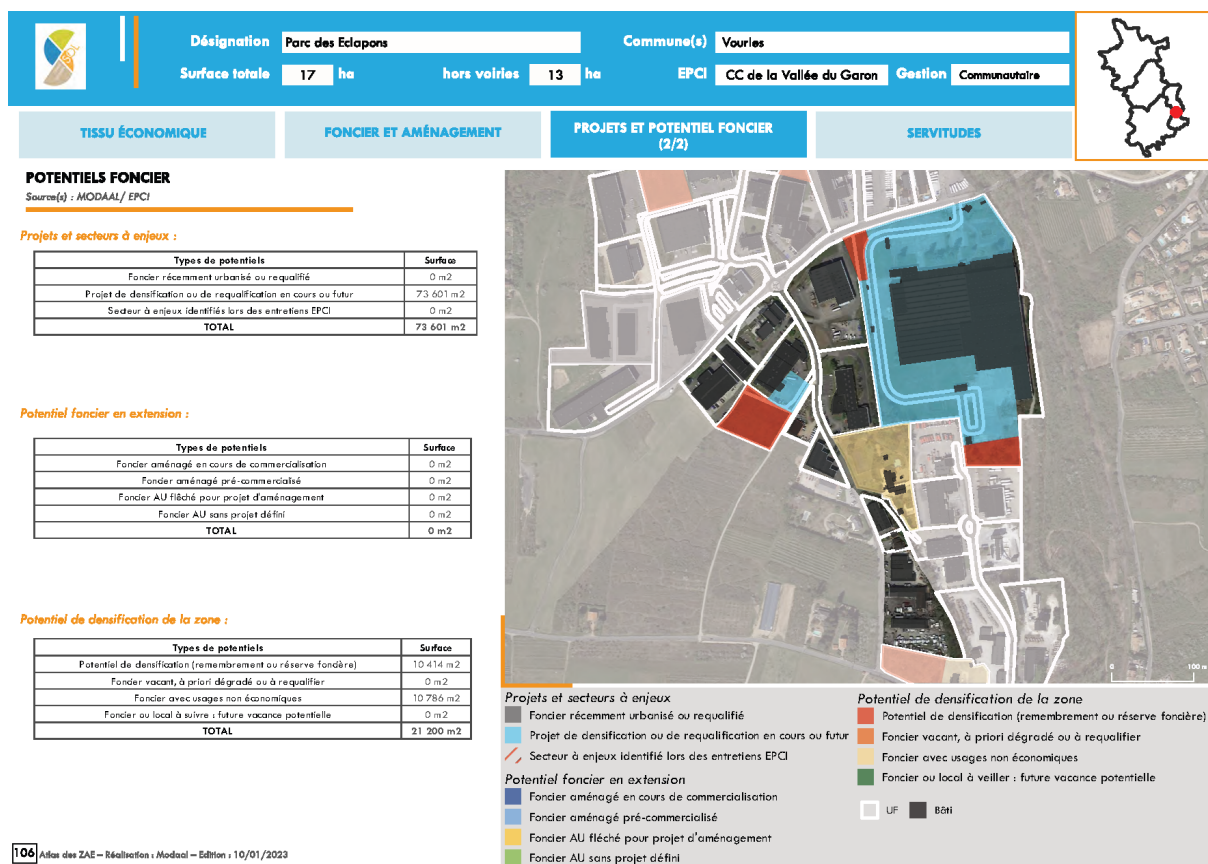 Désignation Parc des Eclapons Commune(s) Vourles
Surface totale 17 ha hors voiries 13 ha EPCI CC de la Vallée du Garon Gestion Communautaire
TISSU ÉCONOMIQUE
FONCIER ET AMÉNAGEMENT
PROJETS ET POTENTIEL FONCIER
(2/2)
SERVITUDES
POTENTIELS FONCIER
Source(s) : MODAAL/ EPCI
Projets et secteurs à enjeux :
Types de potentiels Surface
Foncier récemment urbanisé ou requalifié 0 m2
Projet de densification ou de requalification en cours ou futur 73 601 m2
Secteur à enjeux identifiés lors des entretiens EPCI 0 m2
TOTAL 73 601 m2
Potentiel foncier en extension :
Types de potentiels Surface
Foncier aménagé en cours de commercialisation 0 m2
Foncier aménagé pré-commercialisé 0 m2
Foncier AU flêché pour projet d'aménagement 0 m2
Foncier AU sans projet défini 0 m2
TOTAL 0 m2
Potentiel de densification de la zone :
Types de potentiels Surface
Potentiel de densification (remembrement ou réserve foncière) 10 414 m2
Foncier vacant, à priori dégradé ou à requalifier 0 m2
Foncier avec usages non économiques 10 786 m2
Foncier ou local à suivre : future vacance potentielle 0 m2
TOTAL 21 200 m2
0 100 m
Projets et secteurs à enjeux
Foncier récemment urbanisé ou requalifié
Projet de densification ou de requalification en cours ou futur
Secteur à enjeux identifié lors des entretiens EPCI
Potentiel foncier en extension
Foncier aménagé en cours de commercialisation
Foncier aménagé pré-commercialisé
Foncier AU fléché pour projet d'aménagement
Foncier AU sans projet défini
Potentiel de densification de la zone
Potentiel de densification (remembrement ou réserve foncière)
Foncier vacant, à priori dégradé ou à requalifier
Foncier avec usages non économiques
Foncier ou local à veiller : future vacance potentielle
UF Bâti
106 Atlas des ZAE – Réalisation : Modaal – Edition : 10/01/2023